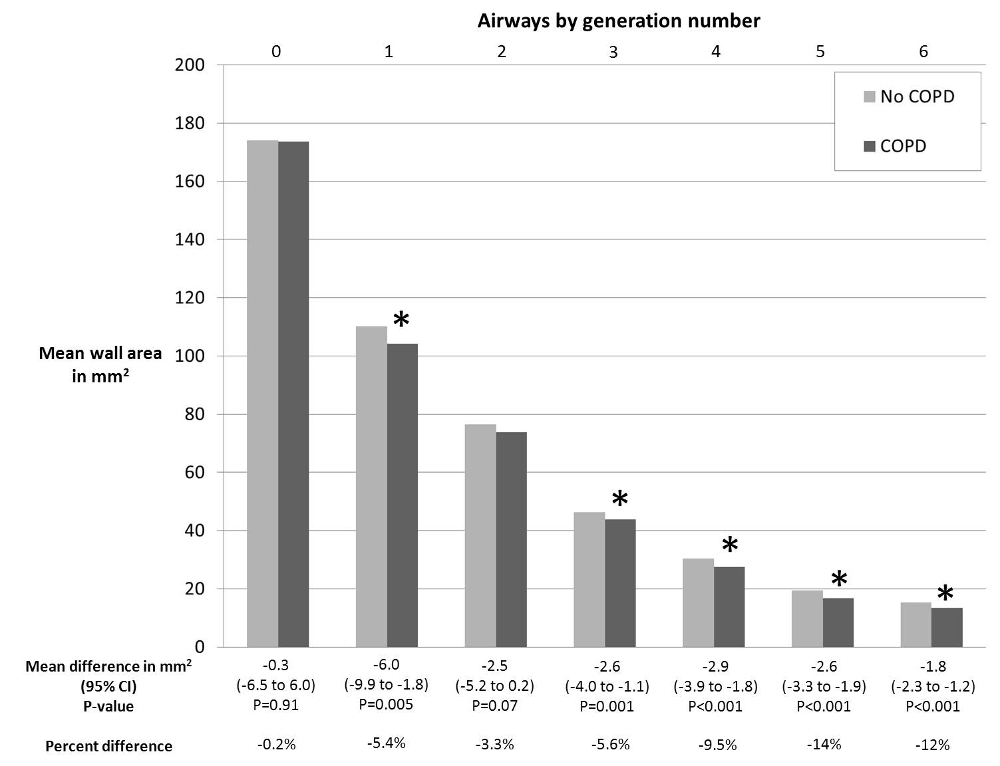 Airways by generation number
0 1 2 3 4 5 6
200
180
160
140
120
100
80
60
40
20
0
No COPD
COPD
*
*
*
*
*
Mean wall area
in mm²
Mean difference in mm² -0.3 -6.0 -2.5 -2.6 -2.9 -2.6 -1.8
(95% CI) (-6.5 to 6.0) (-9.9 to -1.8) (-5.2 to 0.2) (-4.0 to -1.1) (-3.9 to -1.8) (-3.3 to -1.9) (-2.3 to -1.2)
P-value P=0.91 P=0.005 P=0.07 P=0.001 P<0.001 P<0.001 P<0.001
Percent difference -0.2% -5.4% -3.3% -5.6% -9.5% -14% -12%